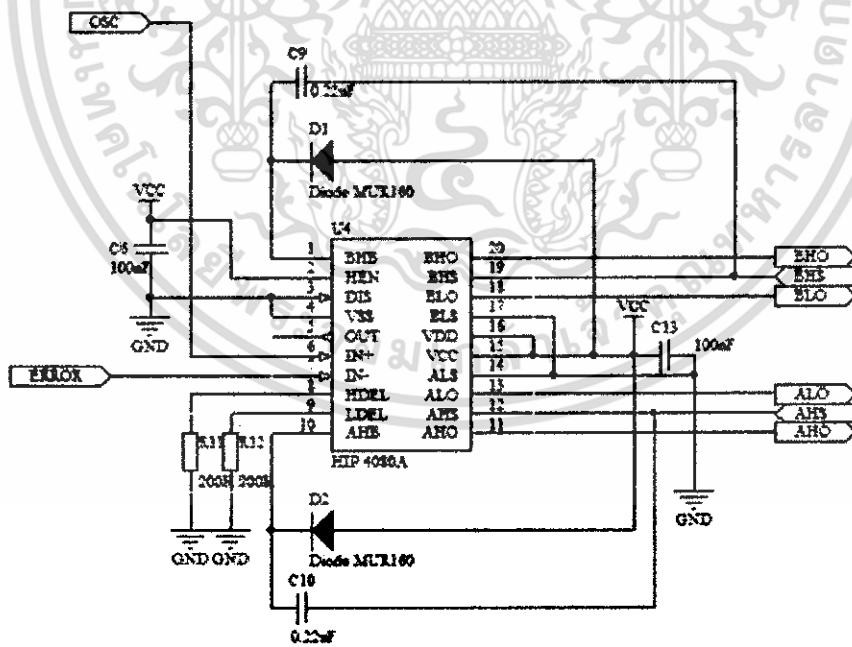 OSC
C9
0.22uF
D1
Diode MUR160
VCC
C6
100nF
GND
U4
1 BHB BHO 20
2 HEN BHS 19
3 DIS BLO 18
4 VSS BLS 17
5 OUT VDD 16
6 IN+ VCC 15
7 IN- ALS 14
8 HDEL ALO 13
9 LDEL AHS 12
10 AHB AHO 11
HIP 4080A
BHO
BHS
BLO
VCC
C13
100nF
ERROR
ALO
AHS
AHO
R11 R12
GND GND
GND
D2
Diode MUR160
C10
0.22uF